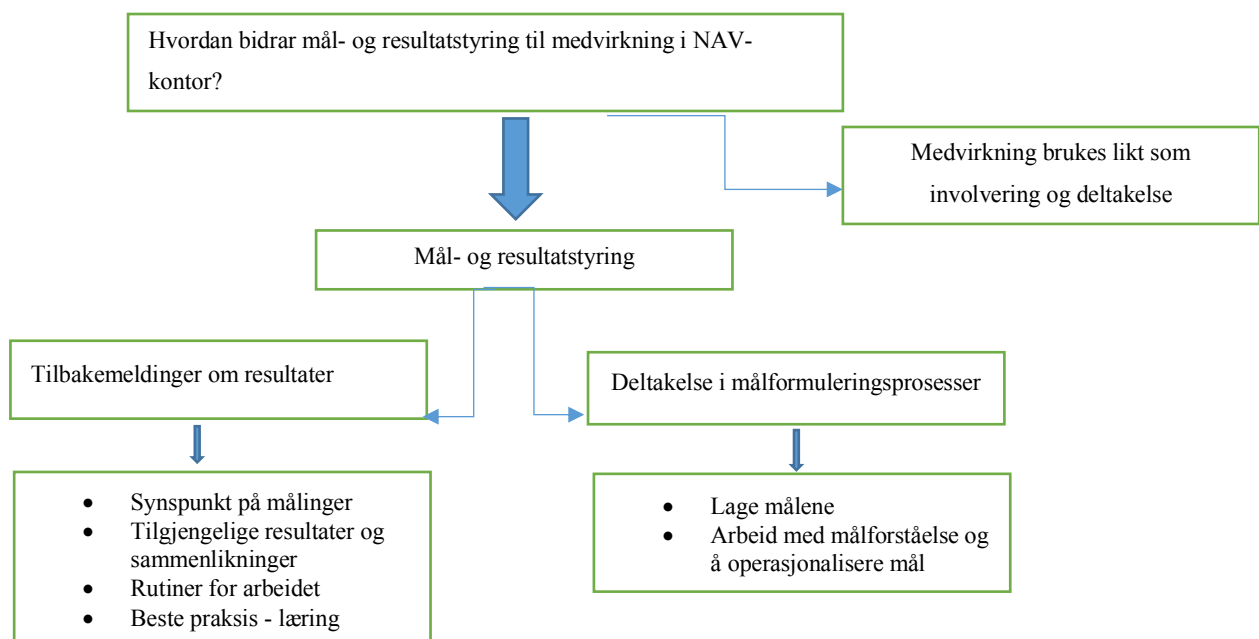 Hvordan bidrar mål- og resultatstyring til medvirkning i NAV-
kontor?
Medvirkning brukes likt som
involvering og deltakelse
Mål- og resultatstyring
Tilbakemeldinger om resultater
Deltakelse i målformuleringsprosesser
• Synspunkt på målinger
• Tilgjengelige resultater og
sammenlikninger
• Rutiner for arbeidet
• Beste praksis - læring
• Lage målene
• Arbeid med målforståelse og
å operasjonalisere mål